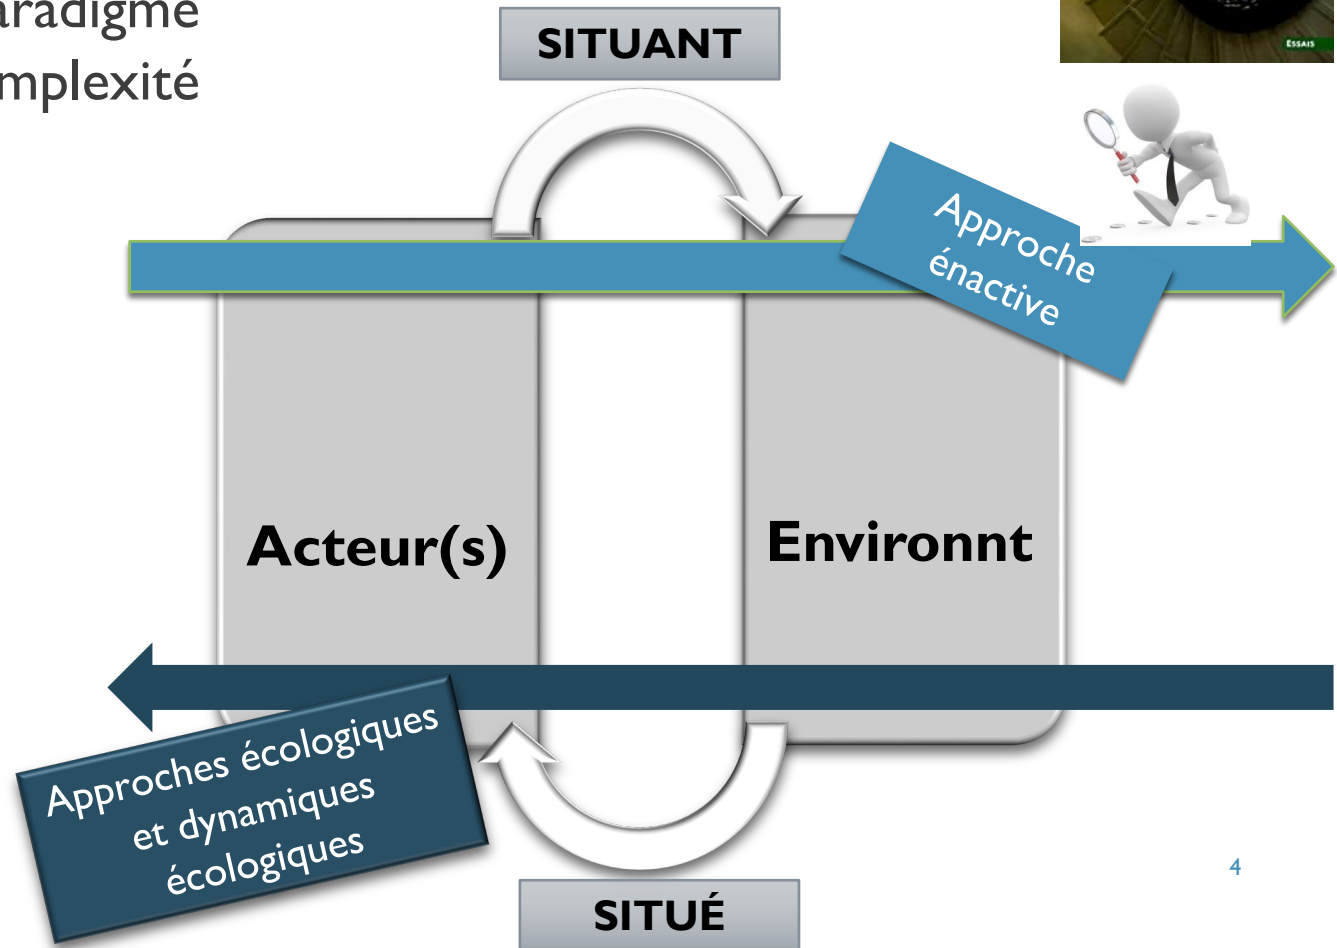 aradigme
mplexité
SITUANT
ESSAIS
Approche
énactive
Acteur(s)
Environnt
Approches écologiques
et dynamiques
écologiques
SITUÉ
4